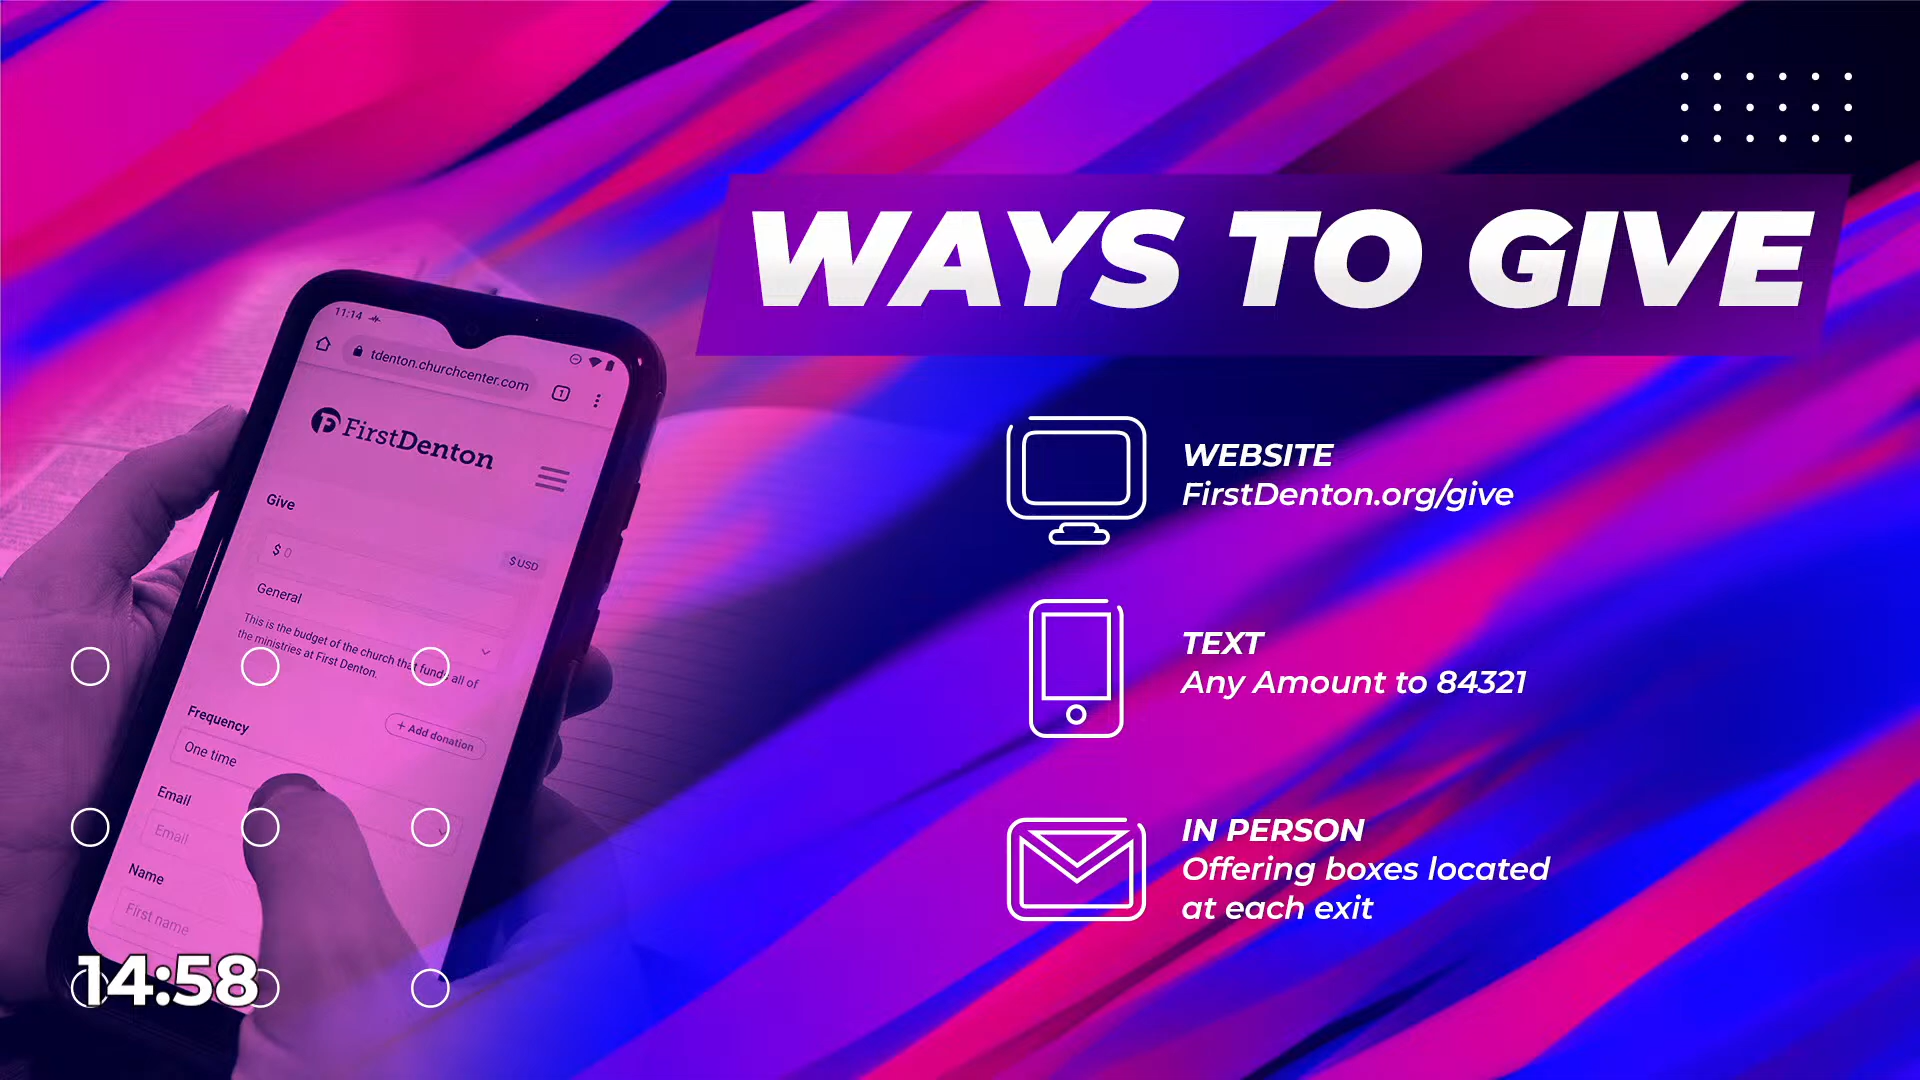 WAYS TO GIVE
WEBSITE
FirstDenton.org/give
TEXT
Any Amount to 84321
IN PERSON
Offering boxes located
at each exit
11:14
tdenton.churchcenter.com
1
FirstDenton
Give
$ 0
$ USD
General
This is the budget of the church that funds all of
the ministries at First Denton.
+ Add donation
Frequency
One time
Email
Email
Name
First name
14:58